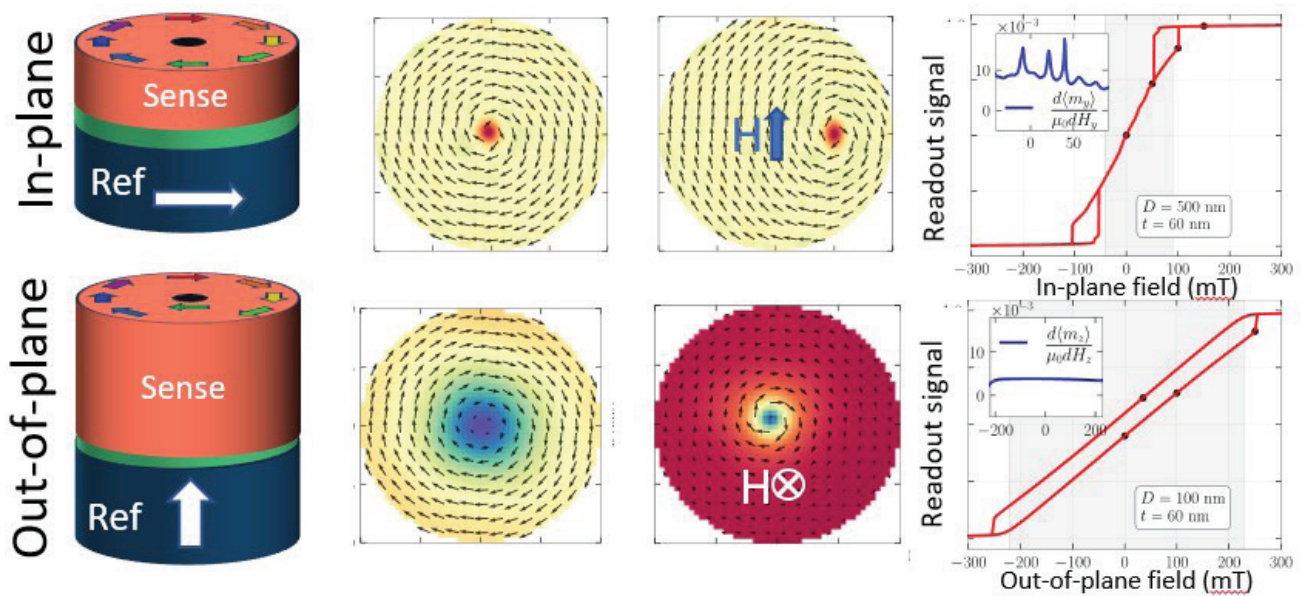 In-plane
Sense
Ref
H
Readout signal
×10⁻³
10
0
d⟨m_y⟩
μ₀dH_y
0
50
D = 500 nm
t = 60 nm
−300
−200
−100
0
100
200
300
In-plane field (mT)
Out-of-plane
Sense
Ref
H⊗
Readout signal
×10⁻³
10
0
d⟨m_z⟩
μ₀dH_z
−200
0
200
D = 100 nm
t = 60 nm
−300
−200
−100
0
100
200
300
Out-of-plane field (mT)